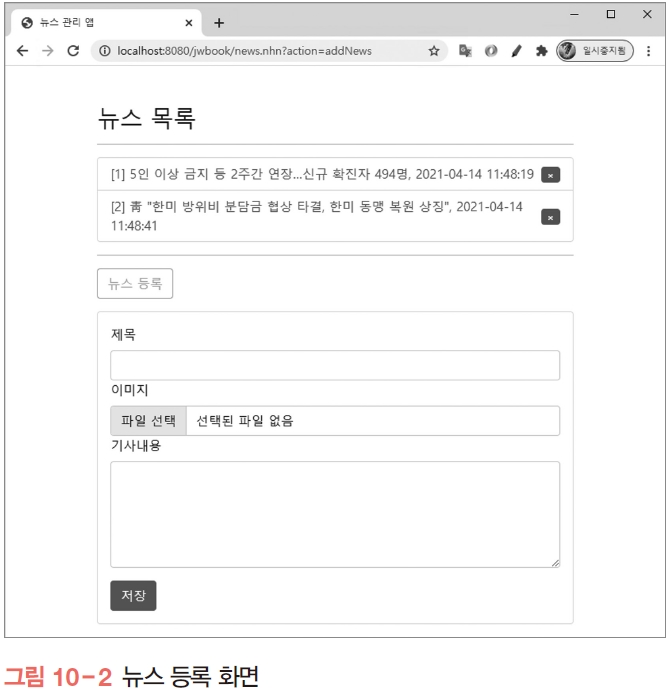 뉴스 관리 앱
localhost:8080/jwbook/news.nhn?action=addNews
일시중지됨
뉴스 목록
[1] 5인 이상 금지 등 2주간 연장...신규 확진자 494명, 2021-04-14 11:48:19
[2] 靑 "한미 방위비 분담금 협상 타결, 한미 동맹 복원 상징", 2021-04-14
11:48:41
뉴스 등록
제목
이미지
파일 선택 선택된 파일 없음
기사내용
저장
그림 10-2 뉴스 등록 화면